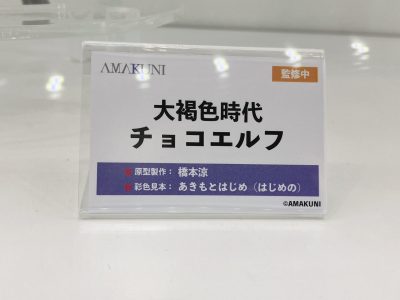 AMAKUNI
監修中
大褐色時代
チョコエルフ
原型製作: 橋本涼
彩色見本: あきもとはじめ(はじめの)
©AMAKUNI